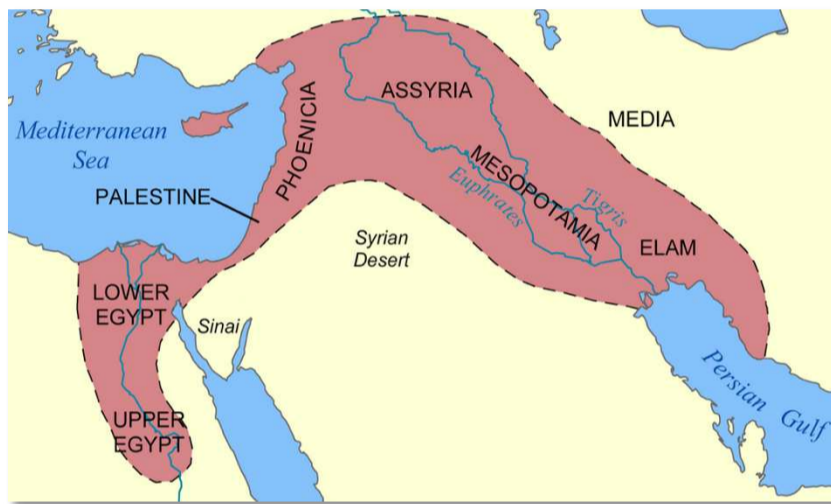 ASSYRIA
MEDIA
Mediterranean
Sea
PHOENICIA
MESOPOTAMIA
Euphrates
Tigris
PALESTINE
Syrian
Desert
ELAM
LOWER
EGYPT
Sinai
Persian Gulf
UPPER
EGYPT